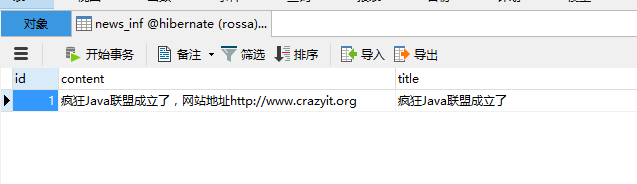 对象 news_inf @hibernate (rossa)...
开始事务 备注 筛选 排序 导入 导出
id content title
1 疯狂Java联盟成立了，网站地址http://www.crazyit.org 疯狂Java联盟成立了